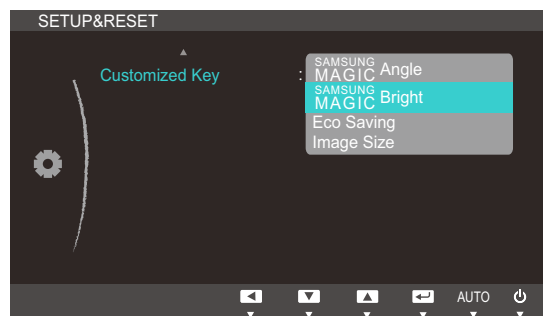 SETUP&RESET
Customized Key : SAMSUNG MAGIC Angle
SAMSUNG MAGIC Bright
Eco Saving
Image Size
AUTO